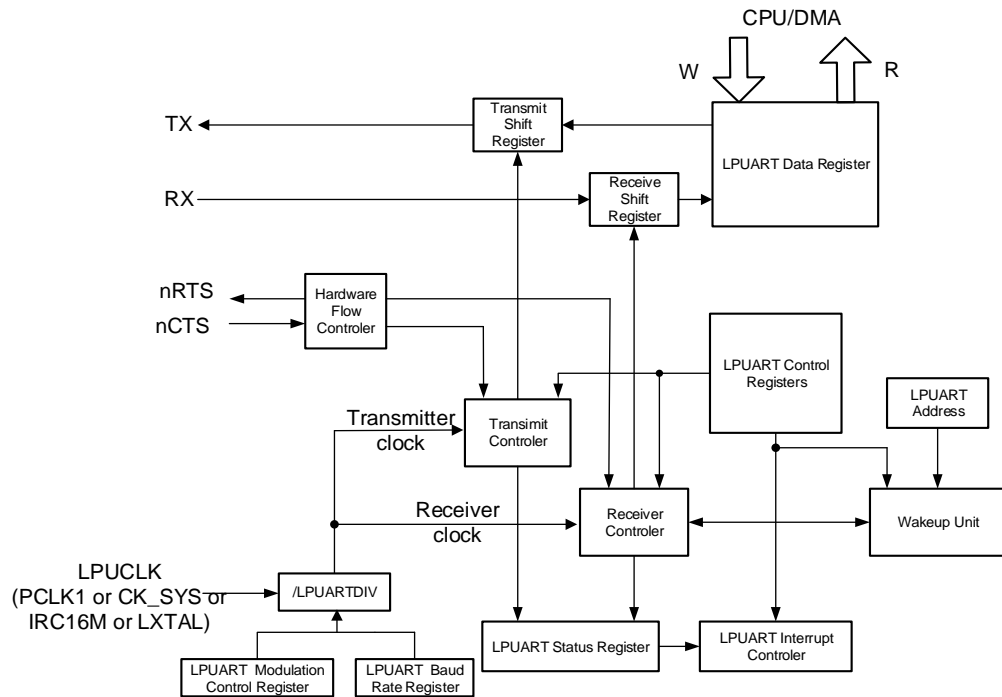 CPU/DMA
W
R
TX
Transmit
Shift
Register
LPUART Data Register
RX
Receive
Shift
Register
nRTS
nCTS
Hardware
Flow
Controler
LPUART Control
Registers
LPUART
Address
Transmitter
clock
Transimit
Controler
Receiver
clock
Receiver
Controler
Wakeup Unit
LPUCLK
(PCLK1 or CK_SYS or
IRC16M or LXTAL)
/LPUARTDIV
LPUART Status Register
LPUART Interrupt
Controler
LPUART Modulation
Control Register
LPUART Baud
Rate Register